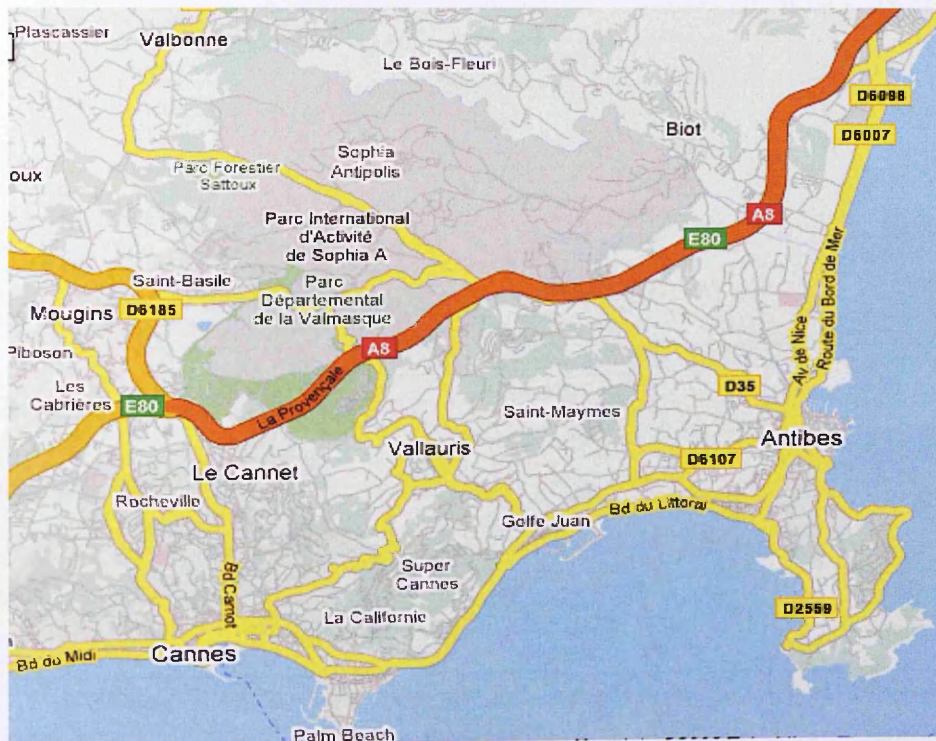 Plascassier
Valbonne
Le Bois-Fleuri
D6098
Biot
D6007
Sophia
Antipolis
Parc Forestier
Sattoux
oux
Parc International
d'Activité
de Sophia A
A8
E80
Saint-Basile
Parc
Départemental
de la Valmasque
Mougins
D6185
Route du Bord de Mer
Av de Nice
A8
Piboson
La Provençale
Les
Cabrières
E80
D35
Saint-Maymes
Antibes
Vallauris
D6107
Le Cannet
Rocheville
Bd du Littoral
Golfe Juan
Super
Cannes
Bd Carnot
La Californie
D2559
Bd du Midi
Cannes
Palm Beach